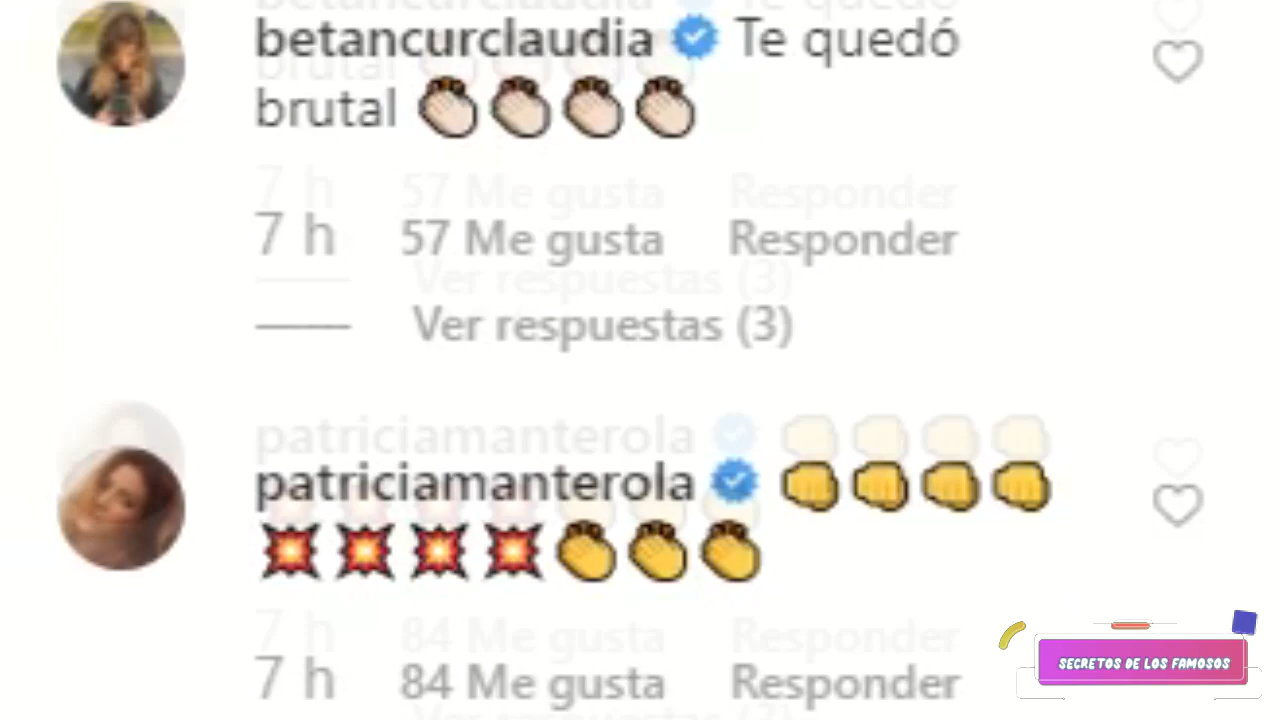 betancurclaudia Te quedó
brutal 👏🏻👏🏻👏🏻👏🏻
7 h 57 Me gusta Responder
Ver respuestas (3)
patriciamanterola 👊👊👊👊
💥💥💥💥👏👏👏
7 h 84 Me gusta Responder
SECRETOS DE LOS FAMOSOS